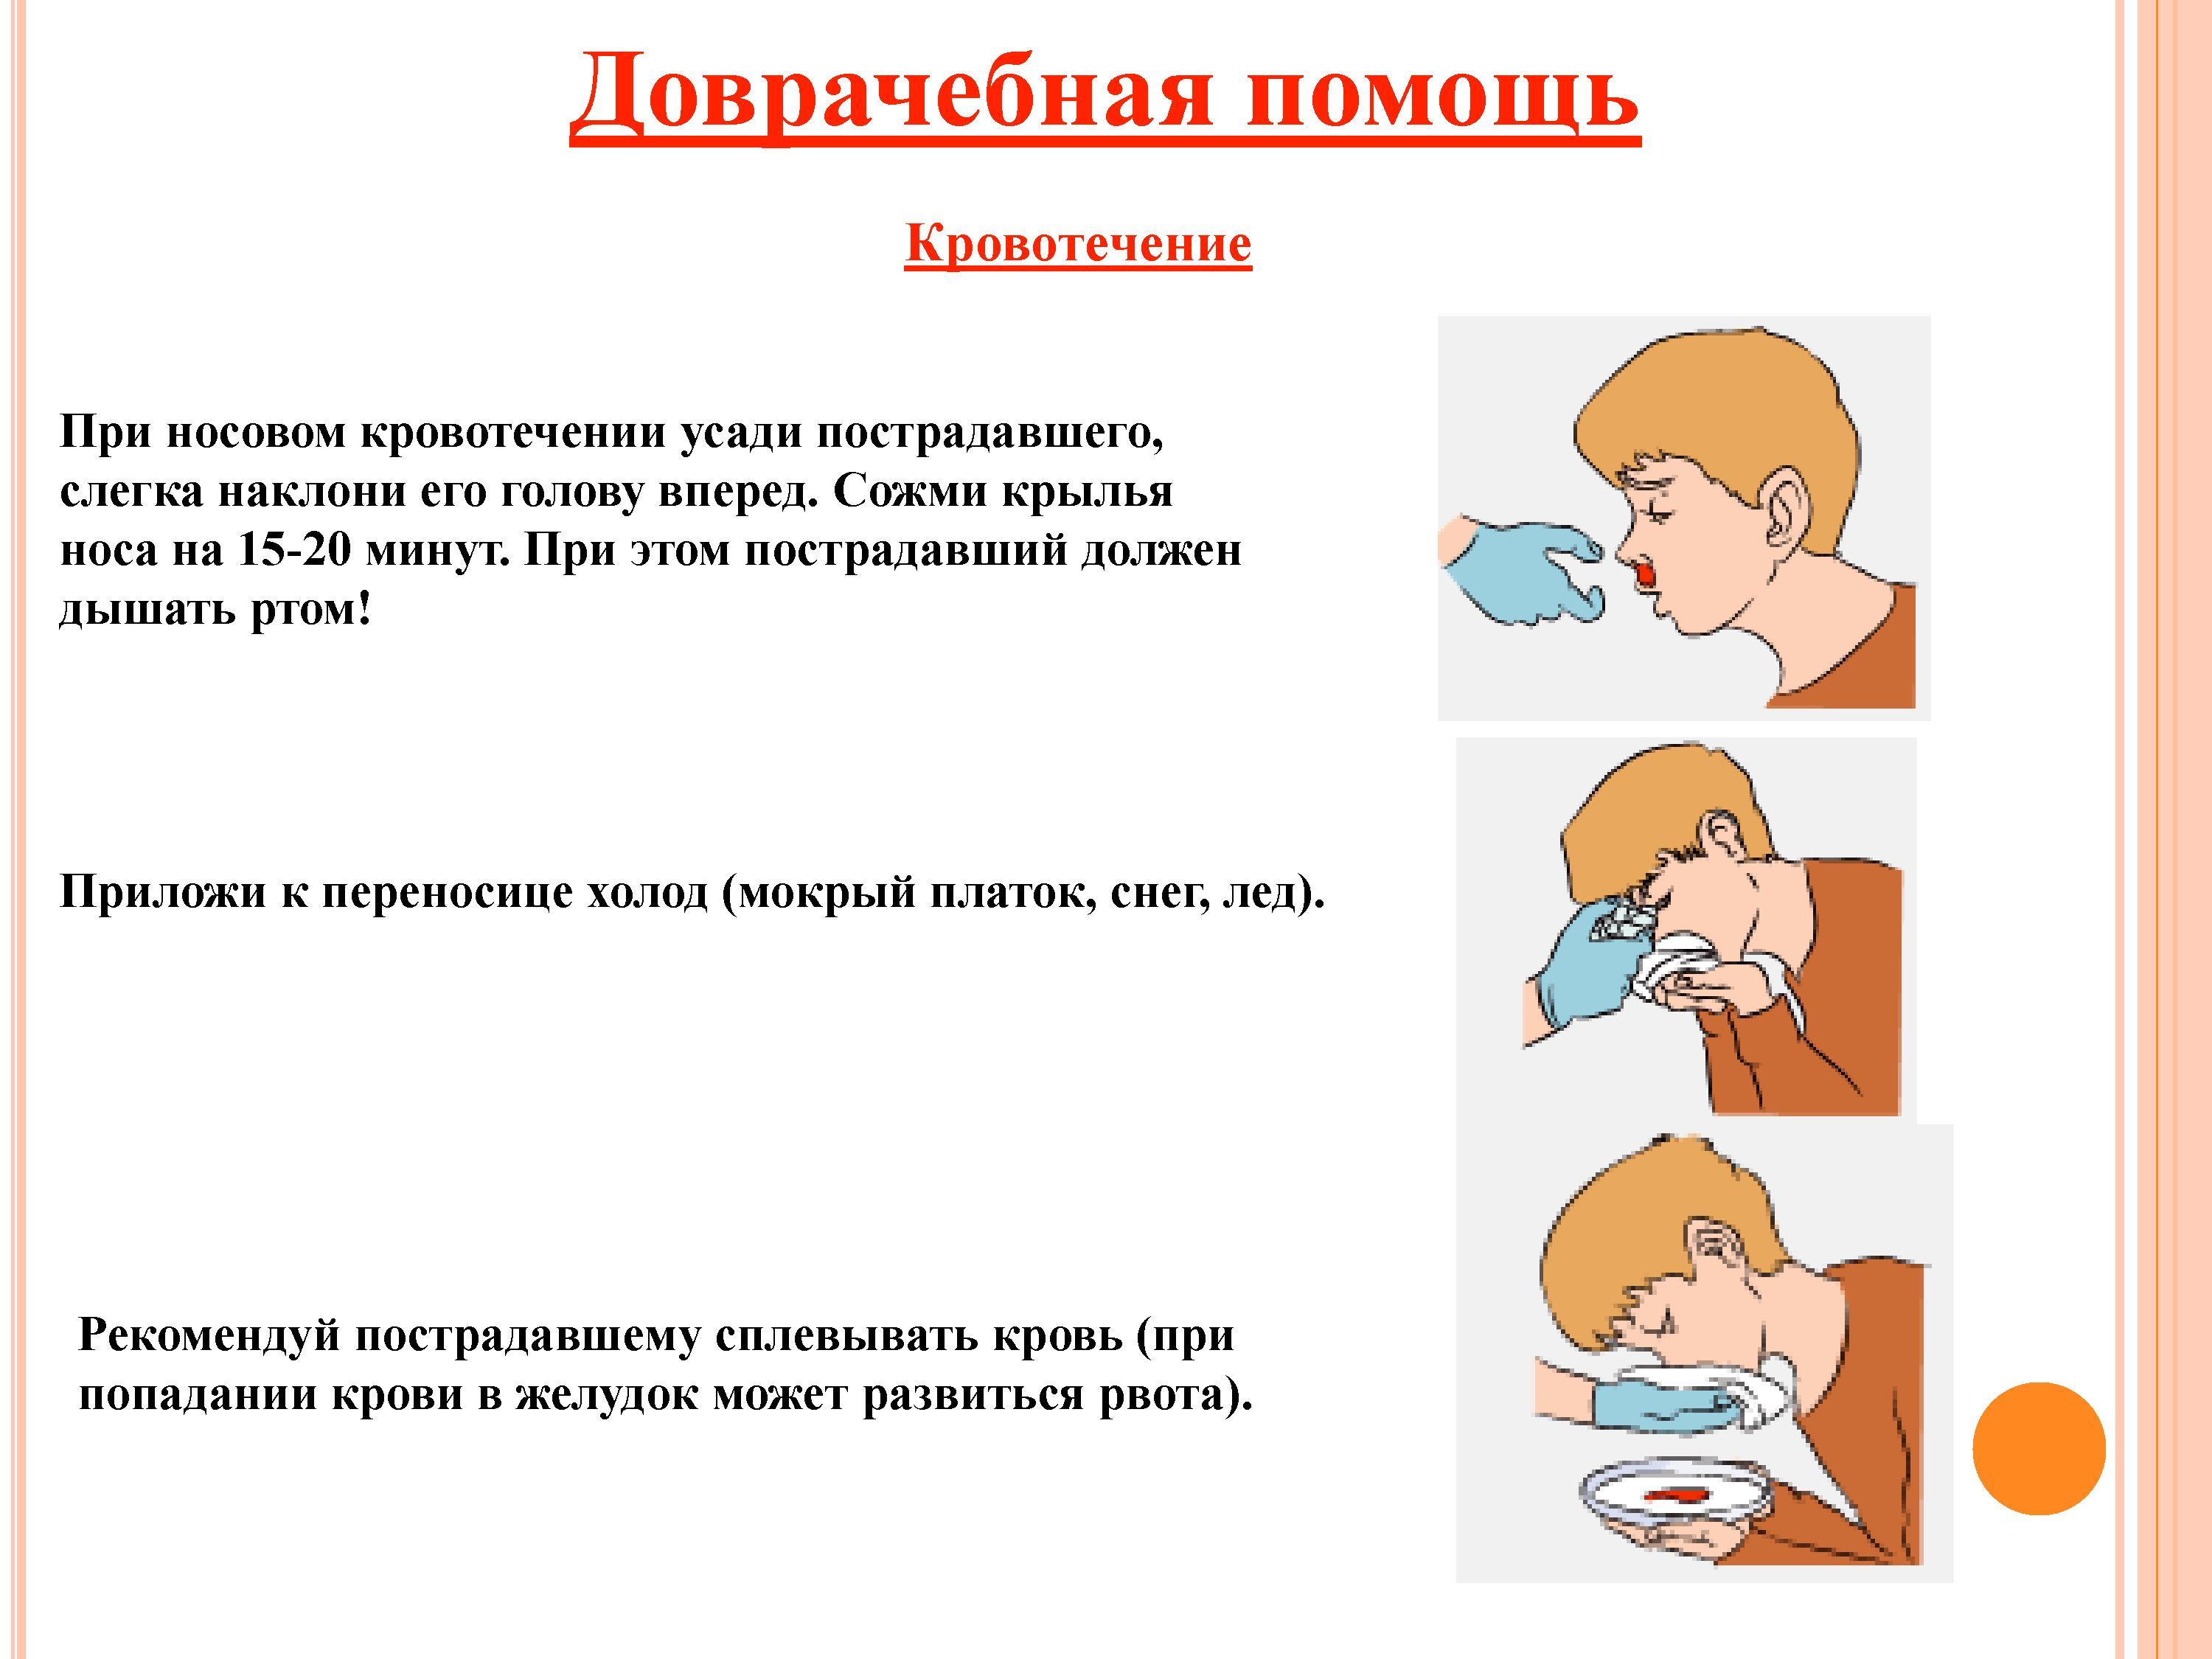 Доврачебная помощь
Кровотечение
При носовом кровотечении усади пострадавшего,
слегка наклони его голову вперед. Сожми крылья
носа на 15-20 минут. При этом пострадавший должен
дышать ртом!
Приложи к переносице холод (мокрый платок, снег, лед).
Рекомендуй пострадавшему сплевывать кровь (при
попадании крови в желудок может развиться рвота).